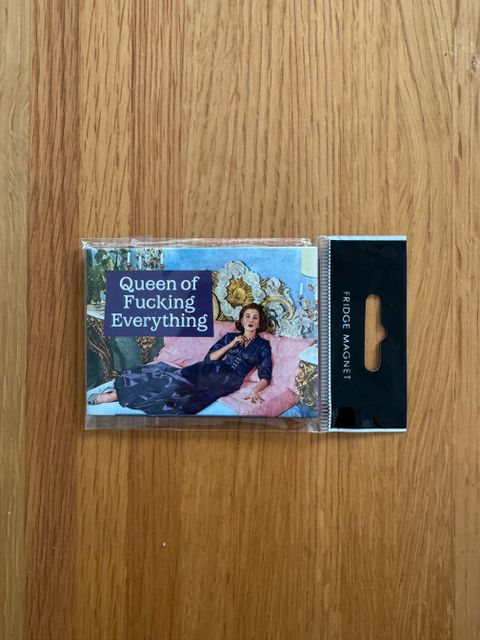 Queen of
Fucking
Everything
FRIDGE MAGNET